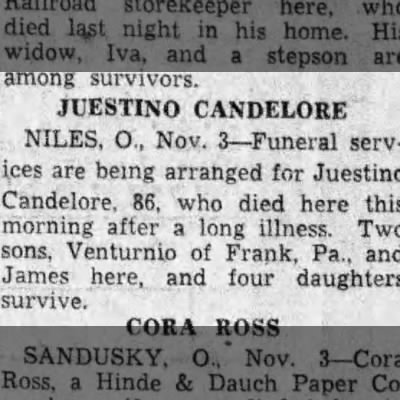 Railroad storekeeper here, who
died last night in his home. His
widow, Iva, and a stepson are
among survivors.
JUESTINO CANDELORE
NILES, O., Nov. 3—Funeral serv-
ices are being arranged for Juestino
Candelore, 86, who died here this
morning after a long illness. Two
sons, Venturnio of Frank, Pa., and
James here, and four daughters
survive.
CORA ROSS
SANDUSKY, O., Nov. 3—Cora
Ross, a Hinde & Dauch Paper Co.